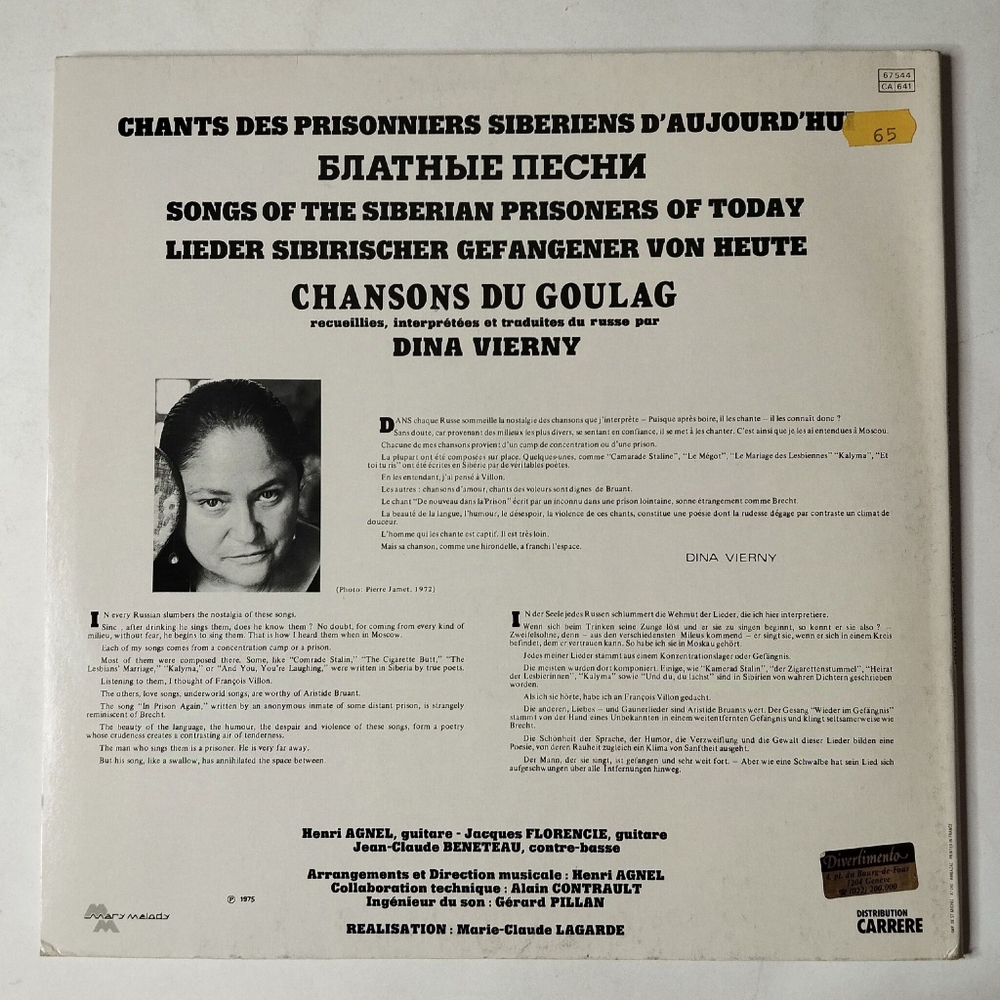 67544
CA 641
CHANTS DES PRISONNIERS SIBERIENS D'AUJOURD'HUI
65
БЛАТНЫЕ ПЕСНИ
SONGS OF THE SIBERIAN PRISONERS OF TODAY
LIEDER SIBIRISCHER GEFANGENER VON HEUTE
CHANSONS DU GOULAG
recueillies, interprétées et traduites du russe par
DINA VIERNY
DANS chaque Russe sommeille la nostalgie des chansons que j'interprète – Puisque après boire, il les chante – il les connaît donc ?
Sans doute, car provenant des milieux les plus divers, se sentant en confiance, il se met à les chanter. C'est ainsi que je les ai entendues à Moscou.
Chacune de mes chansons provient d'un camp de concentration ou d'une prison.
La plupart ont été composées sur place. Quelques-unes, comme "Camarade Staline", "Le Mégot", "Le Mariage des Lesbiennes" "Kalyma", "Et
toi tu ris" ont été écrites en Sibérie par de véritables poètes.
En les entendant, j'ai pensé à Villon.
Les autres : chansons d'amour, chants des voleurs sont dignes de Bruant.
Le chant "De nouveau dans la Prison" écrit par un inconnu dans une prison lointaine, sonne étrangement comme Brecht.
La beauté de la langue, l'humour, le désespoir, la violence de ces chants, constitue une poésie dont la rudesse dégage par contraste un climat de
douceur.
L'homme qui les chante est captif. Il est très loin.
Mais sa chanson, comme une hirondelle, a franchi l'espace.
DINA VIERNY
(Photo: Pierre Jamet, 1972)
IN every Russian slumbers the nostalgia of these songs.
Sinc , after drinking he sings them, does he know them ? No doubt, for coming from every kind of
milieu, without fear, he begins to sing them. That is how I heard them when in Moscow.
Each of my songs comes from a concentration camp or a prison.
Most of them were composed there. Some, like "Comrade Stalin," "The Cigarette Butt," "The
Lesbians' Marriage," "Kalyma," or "And You, You're Laughing," were written in Siberia by true poets.
Listening to them, I thought of François Villon.
The others, love songs, underworld songs, are worthy of Aristide Bruant.
The song "In Prison Again," written by an anonymous inmate of some distant prison, is strangely
reminiscent of Brecht.
The beauty of the language, the humour, the despair and violence of these songs, form a poetry
whose crudeness creates a contrasting air of tenderness.
The man who sings them is a prisoner. He is very far away.
But his song, like a swallow, has annihilated the space between.
IN der Seele jedes Russen schlummert die Wehmut der Lieder, die ich hier interpretiere.
Wenn sich beim Trinken seine Zunge löst und er sie zu singen beginnt, so kennt er sie also ? –
Zweifelsohne, denn – aus den verschiedensten Milieus kommend – er singt sie, wenn er sich in einem Kreis
befindet, dem er vertrauen kann. So habe ich sie in Moskau gehört.
Jedes meiner Lieder stammt aus einem Konzentrationslager oder Gefängnis.
Die meisten wurden dort komponiert. Einige, wie "Kamerad Stalin", "der Zigarettenstummel", "Heirat
der Lesbierinnen", "Kalyma" sowie "Und du, du lachst" sind in Sibirien von wahren Dichtern geschrieben
worden.
Als ich sie hörte, habe ich an François Villon gedacht.
Die anderen, Liebes – und Gaunerlieder sind Aristide Bruants wert. Der Gesang "Wieder im Gefängnis"
stammt von der Hand eines Unbekannten in einem weitentfernten Gefängnis und klingt seltsamerweise wie
Brecht.
Die Schönheit der Sprache, der Humor, die Verzweiflung und die Gewalt dieser Lieder bilden eine
Poesie, von deren Rauheit zugleich ein Klima von Sanftheit ausgeht.
Der Mann, der sie singt, ist gefangen und sehr weit fort. – Aber wie eine Schwalbe hat sein Lied sich
aufgeschwungen über alle Entfernungen hinweg.
Henri AGNEL, guitare - Jacques FLORENCIE, guitare
Jean-Claude BENETEAU, contre-basse
Arrangements et Direction musicale : Henri AGNEL
Collaboration technique : Alain CONTRAULT
Ingénieur du son : Gérard PILLAN
REALISATION : Marie-Claude LAGARDE
mary melody
Ⓟ 1975
Divertimento
4, pl. du Bourg-de-Four
1204 Genève
☎ (022) 200,000
DISTRIBUTION
CARRERE